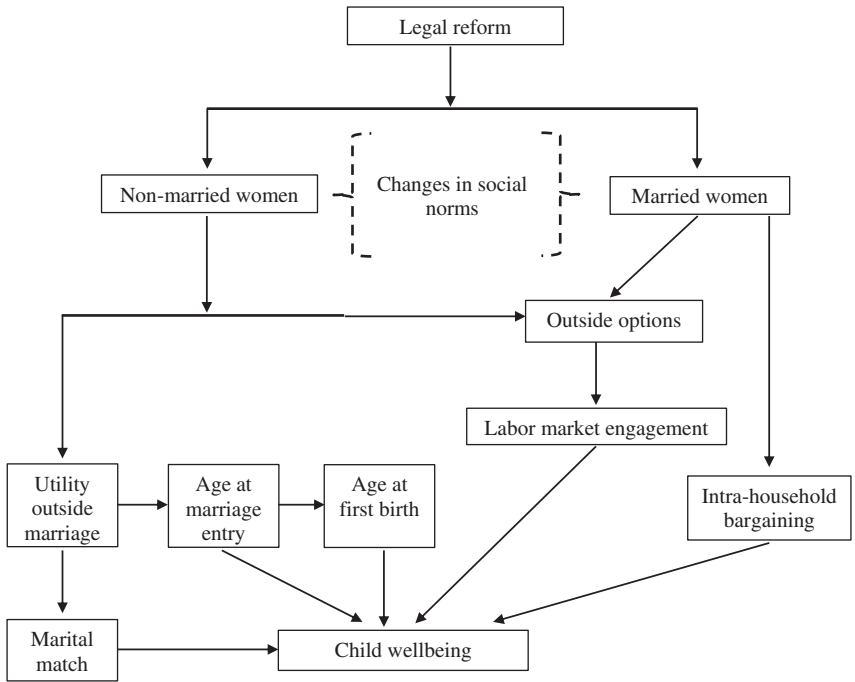 Legal reform
Non-married women
Changes in social
norms
Married women
Outside options
Labor market engagement
Utility
outside
marriage
Age at
marriage
entry
Age at
first birth
Intra-household
bargaining
Marital
match
Child wellbeing